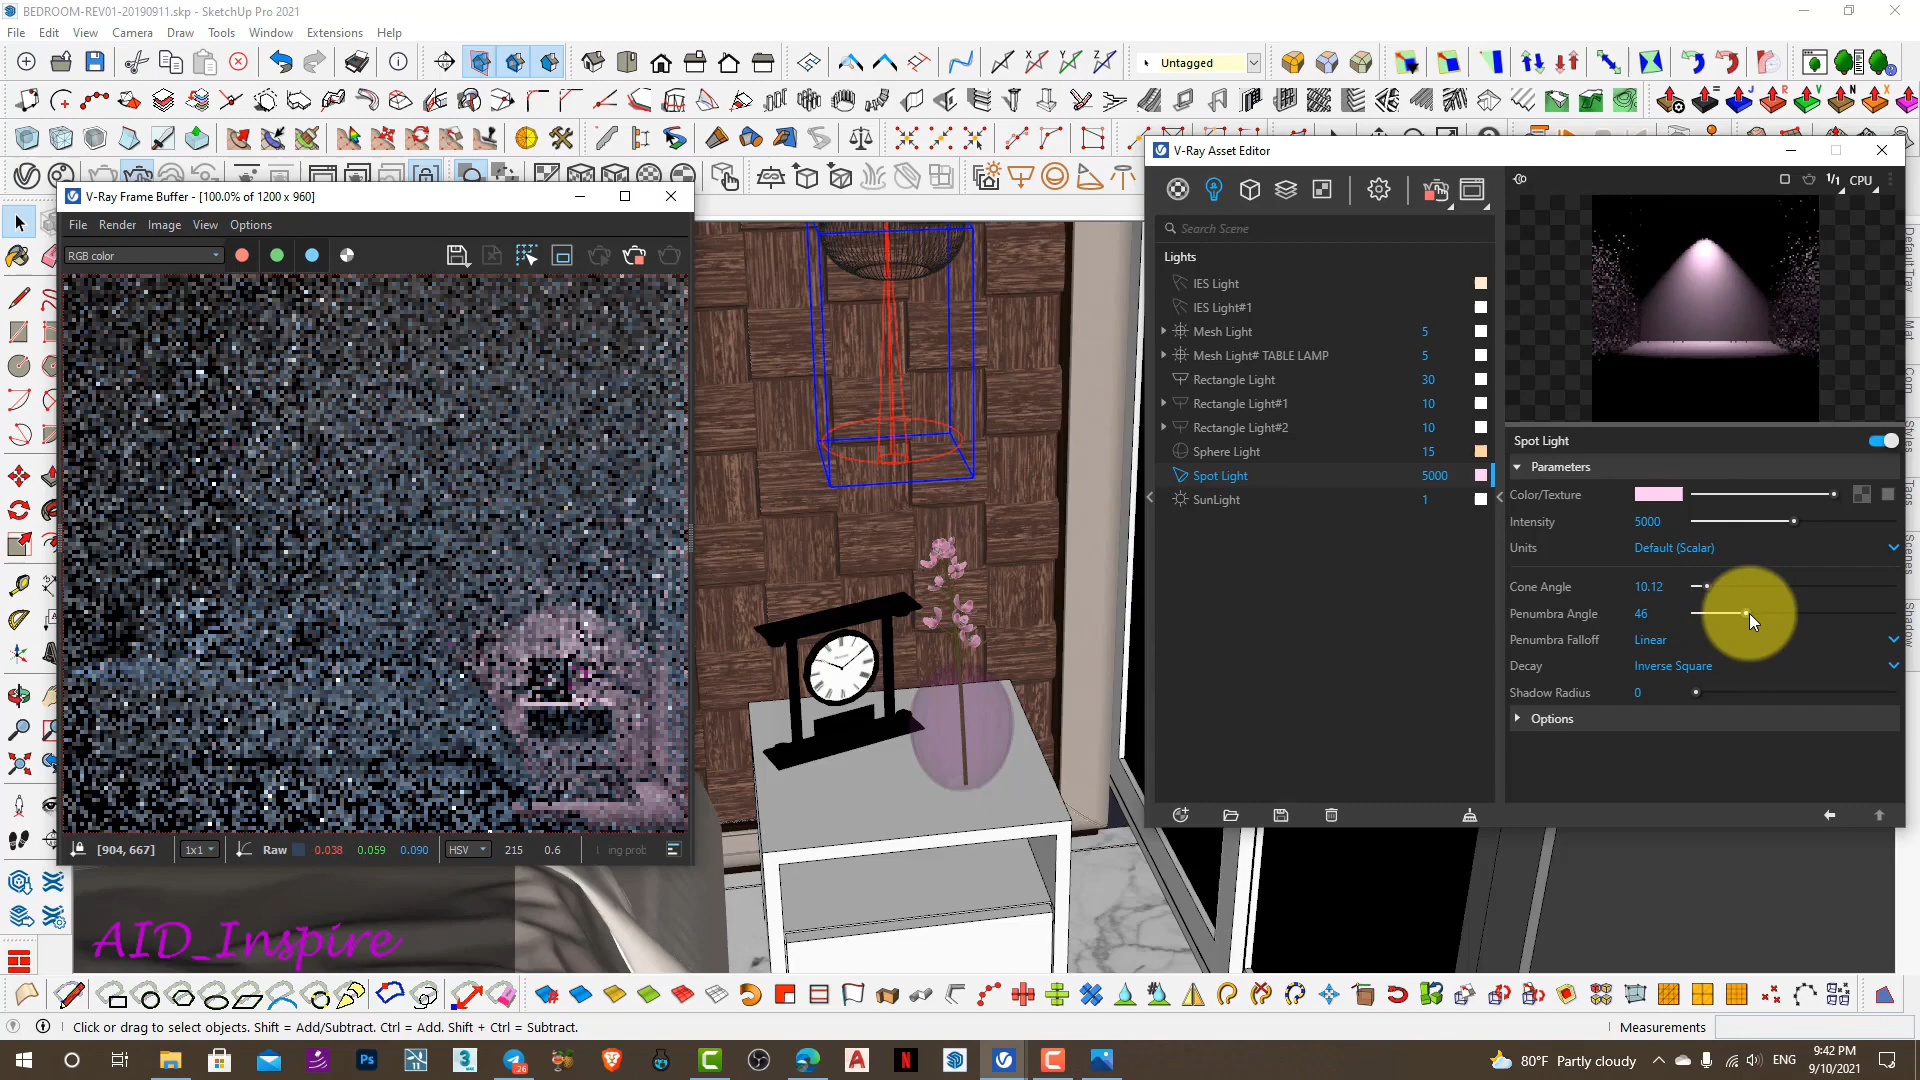 BEDROOM-REV01-20190911.skp - SketchUp Pro 2021
File Edit View Camera Draw Tools Window Extensions Help
Untagged
V-Ray Frame Buffer - [100.0% of 1200 x 960]
File Render Image View Options
RGB color
[904, 667] 1x1 Raw 0.038 0.059 0.090 HSV 215 0.6
V-Ray Asset Editor
1/1 CPU
Search Scene
Lights
IES Light
IES Light#1
Mesh Light 5
Mesh Light# TABLE LAMP 5
Rectangle Light 30
Rectangle Light#1 10
Rectangle Light#2 10
Sphere Light 15
Spot Light 5000
SunLight 1
Spot Light
Parameters
Color/Texture
Intensity 5000
Units Default (Scalar)
Cone Angle 10.12
Penumbra Angle 46
Penumbra Falloff Linear
Decay Inverse Square
Shadow Radius 0
Options
Default Tray
Styles
Tags
Scenes
AID_Inspire
Click or drag to select objects. Shift = Add/Subtract. Ctrl = Add. Shift + Ctrl = Subtract.
Measurements
80°F Partly cloudy
ENG
9:42 PM
9/10/2021